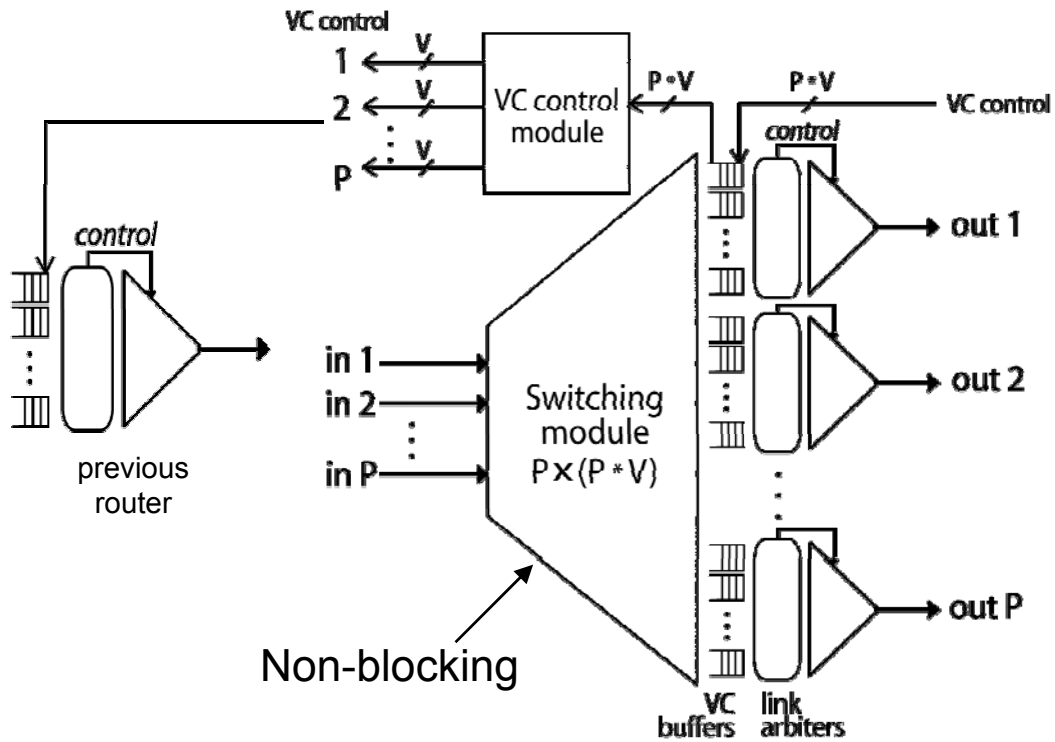 VC control
1
V
2
V
P
V
VC control
module
P * V
P * V
VC control
control
control
out 1
previous
router
in 1
in 2
in P
Switching
module
P x (P * V)
out 2
out P
Non-blocking
VC
buffers
link
arbiters